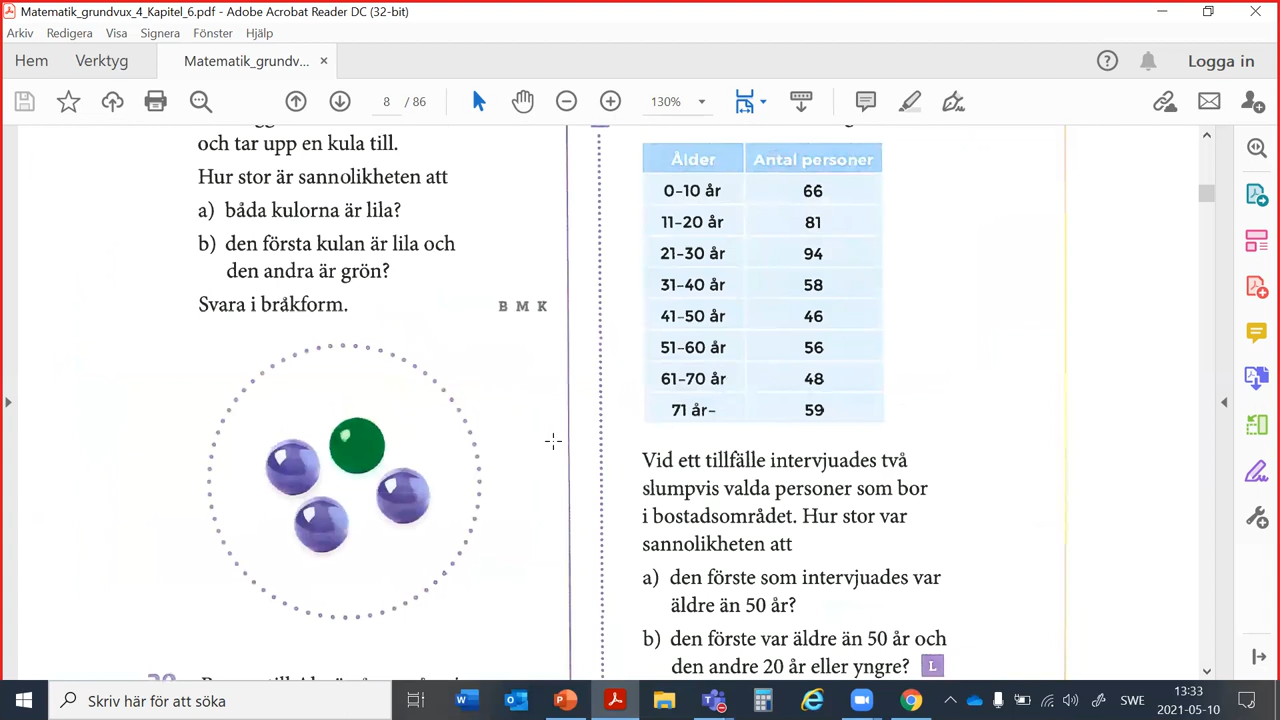 Matematik_grundvux_4_Kapitel_6.pdf - Adobe Acrobat Reader DC (32-bit)
Arkiv Redigera Visa Signera Fönster Hjälp
Hem Verktyg Matematik_grundv... × Logga in
8 / 86 130%
och tar upp en kula till.
Hur stor är sannolikheten att
a) båda kulorna är lila?
b) den första kulan är lila och
den andra är grön?
Svara i bråkform. B M K
Ålder Antal personer
0–10 år 66
11–20 år 81
21–30 år 94
31–40 år 58
41–50 år 46
51–60 år 56
61–70 år 48
71 år– 59
Vid ett tillfälle intervjuades två
slumpvis valda personer som bor
i bostadsområdet. Hur stor var
sannolikheten att
a) den förste som intervjuades var
äldre än 50 år?
b) den förste var äldre än 50 år och
den andre 20 år eller yngre? L
Skriv här för att söka
SWE
13:33
2021-05-10